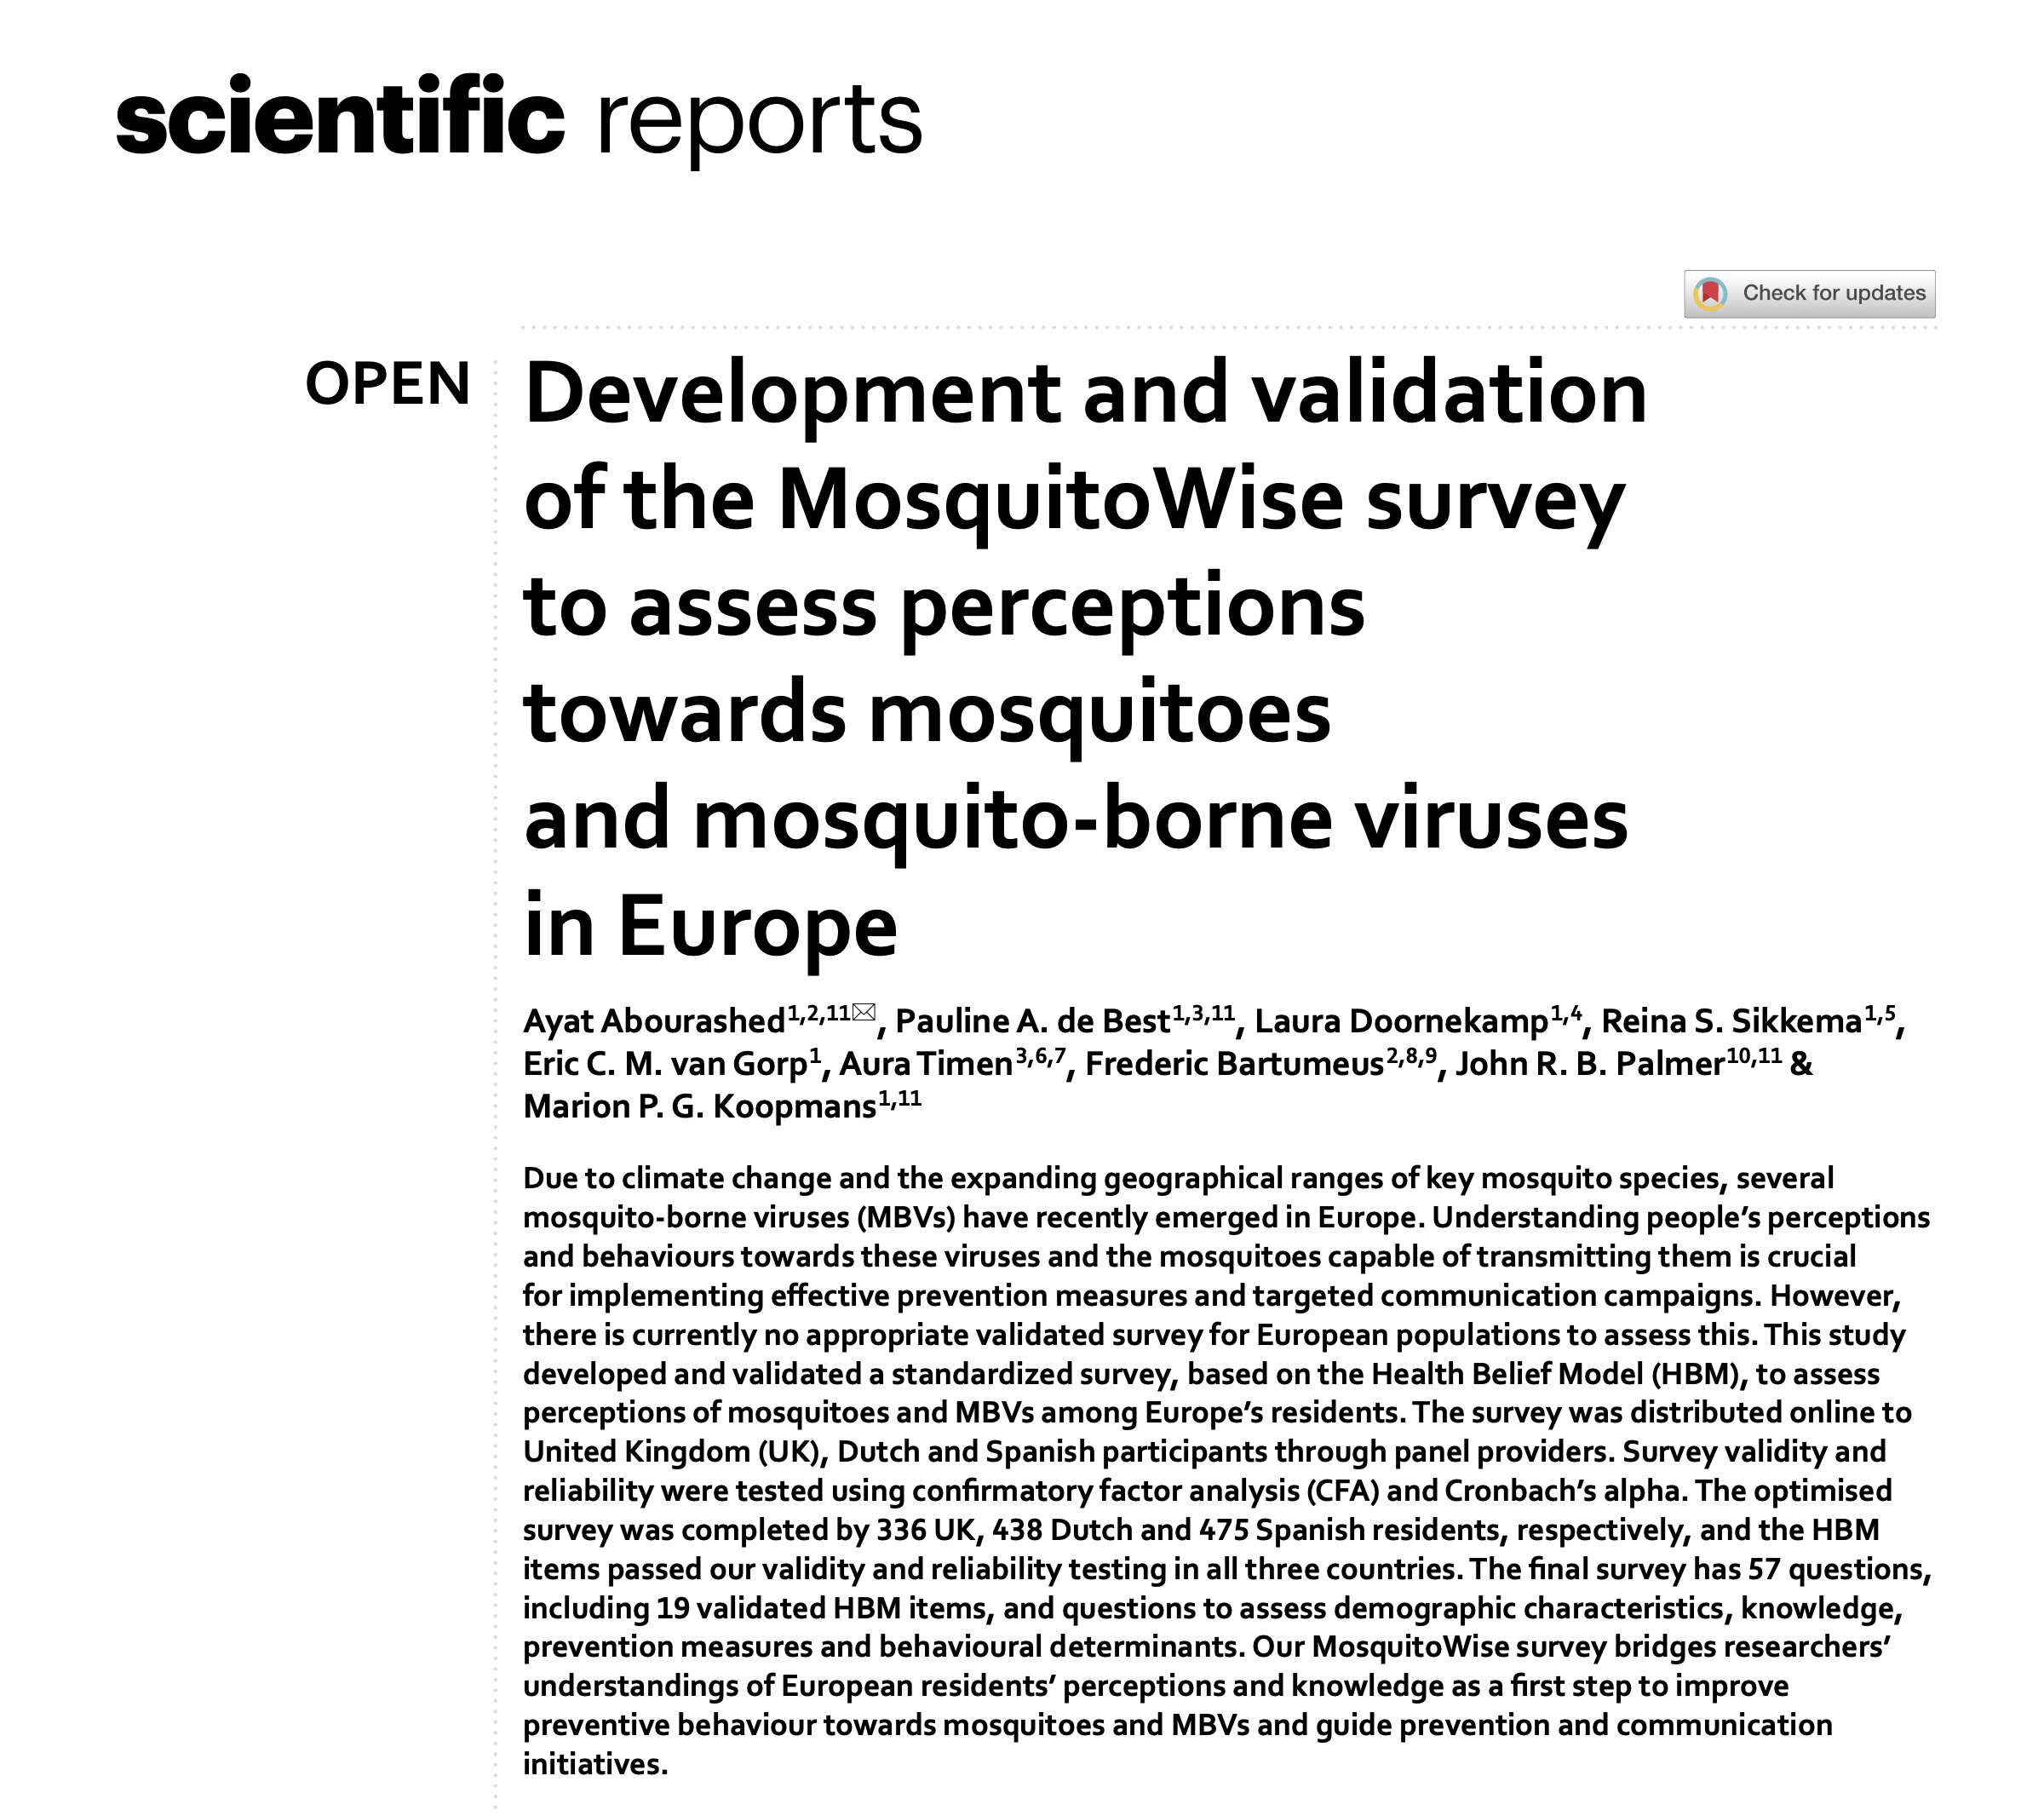 scientific reports
Check for updates
OPEN
Development and validation
of the MosquitoWise survey
to assess perceptions
towards mosquitoes
and mosquito-borne viruses
in Europe
Ayat Abourashed1,2,11✉, Pauline A. de Best1,3,11, Laura Doornekamp1,4, Reina S. Sikkema1,5,
Eric C. M. van Gorp1, Aura Timen3,6,7, Frederic Bartumeus2,8,9, John R. B. Palmer10,11 &
Marion P. G. Koopmans1,11
Due to climate change and the expanding geographical ranges of key mosquito species, several
mosquito-borne viruses (MBVs) have recently emerged in Europe. Understanding people’s perceptions
and behaviours towards these viruses and the mosquitoes capable of transmitting them is crucial
for implementing effective prevention measures and targeted communication campaigns. However,
there is currently no appropriate validated survey for European populations to assess this. This study
developed and validated a standardized survey, based on the Health Belief Model (HBM), to assess
perceptions of mosquitoes and MBVs among Europe’s residents. The survey was distributed online to
United Kingdom (UK), Dutch and Spanish participants through panel providers. Survey validity and
reliability were tested using confirmatory factor analysis (CFA) and Cronbach’s alpha. The optimised
survey was completed by 336 UK, 438 Dutch and 475 Spanish residents, respectively, and the HBM
items passed our validity and reliability testing in all three countries. The final survey has 57 questions,
including 19 validated HBM items, and questions to assess demographic characteristics, knowledge,
prevention measures and behavioural determinants. Our MosquitoWise survey bridges researchers’
understandings of European residents’ perceptions and knowledge as a first step to improve
preventive behaviour towards mosquitoes and MBVs and guide prevention and communication
initiatives.